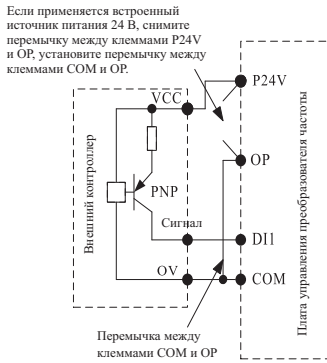 Если применяется встроенный
источник питания 24 В, снимите
перемычку между клеммами P24V
и OP, установите перемычку между
клеммами COM и OP.
VCC
P24V
OP
PNP
Внешний контроллер
Сигнал
DI1
OV
COM
Плата управления преобразователя частоты
Перемычка между
клеммами COM и OP